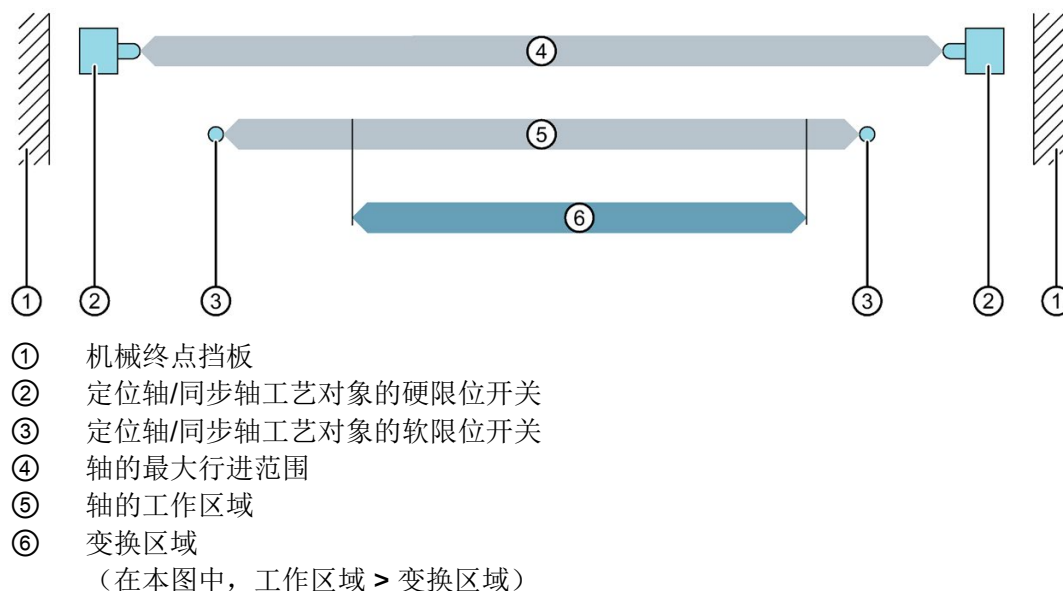 ④
⑤
⑥
① ② ③ ③ ② ①
① 机械终点挡板
② 定位轴/同步轴工艺对象的硬限位开关
③ 定位轴/同步轴工艺对象的软限位开关
④ 轴的最大行进范围
⑤ 轴的工作区域
⑥ 变换区域
（在本图中，工作区域 > 变换区域）